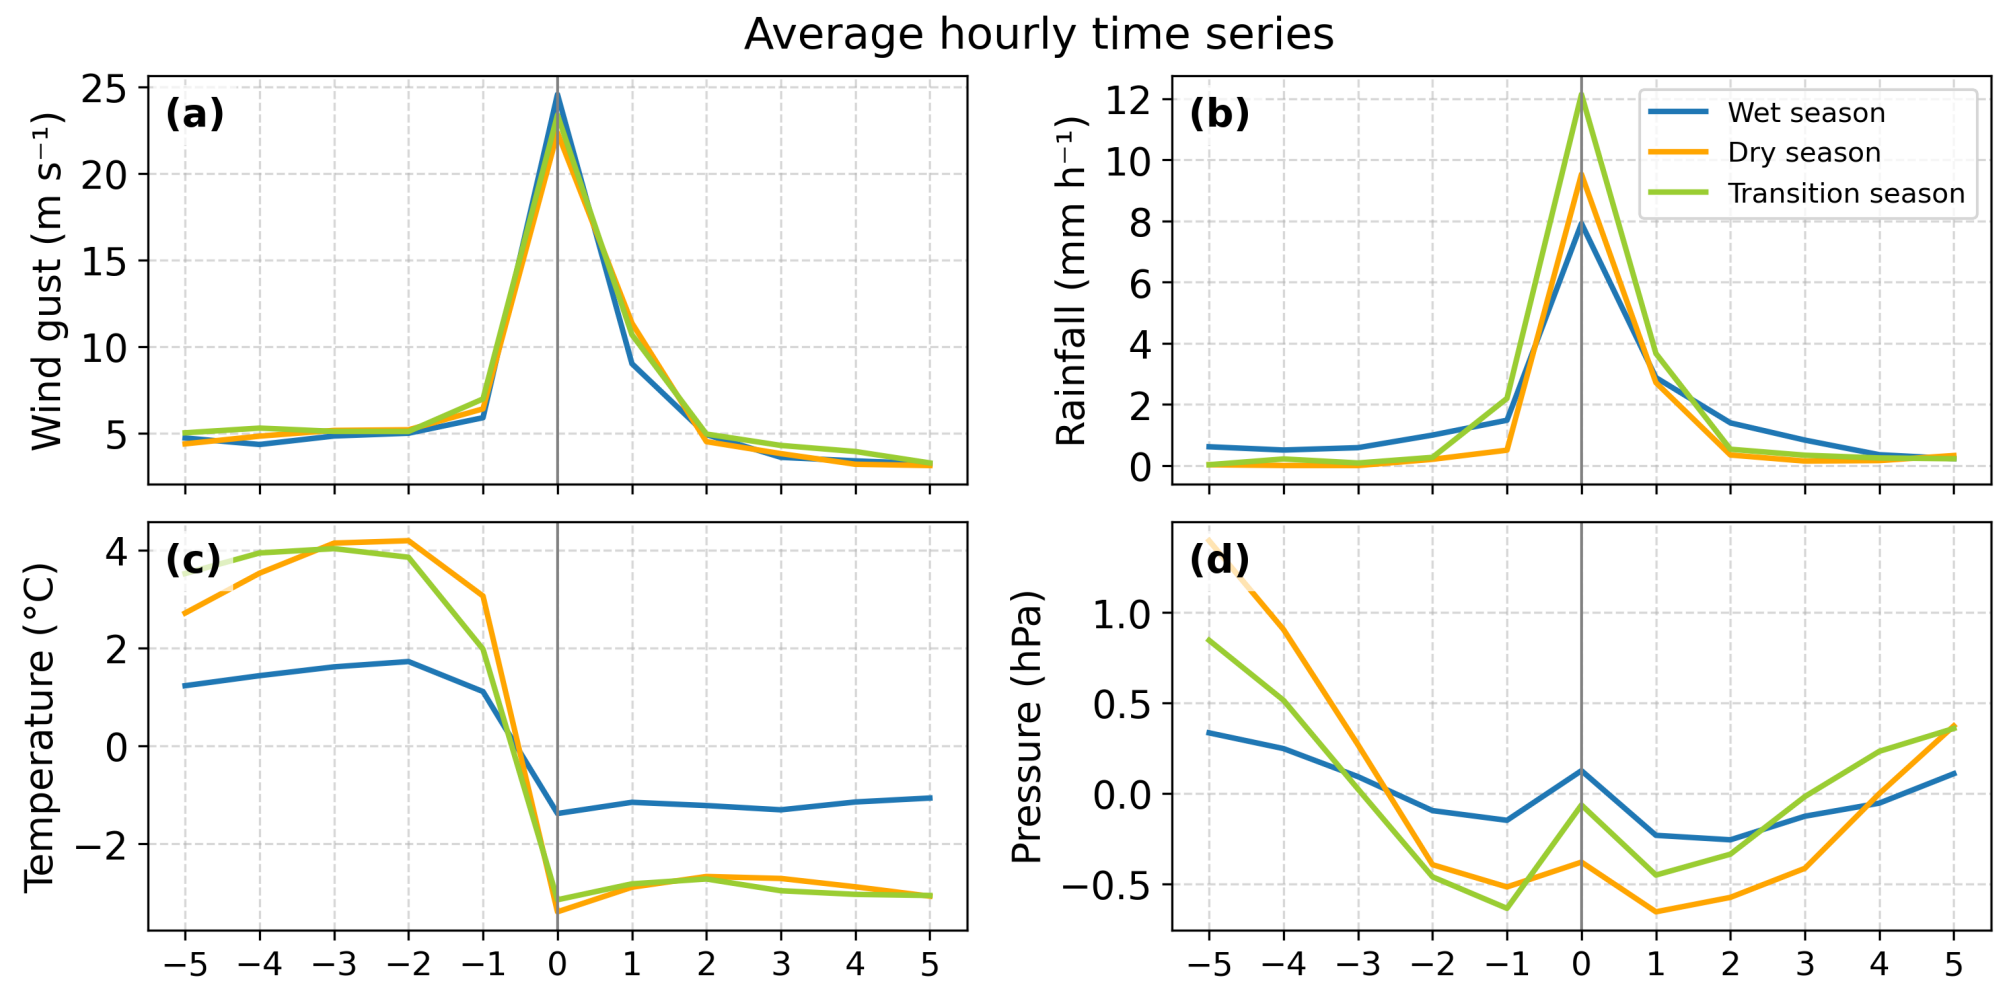 Average hourly time series
(a)
Wind gust (m s⁻¹)
25
20
15
10
5
(b)
Rainfall (mm h⁻¹)
12
10
8
6
4
2
0
Wet season
Dry season
Transition season
(c)
Temperature (°C)
4
2
0
−2
−5 −4 −3 −2 −1 0 1 2 3 4 5
(d)
Pressure (hPa)
1.0
0.5
0.0
−0.5
−5 −4 −3 −2 −1 0 1 2 3 4 5